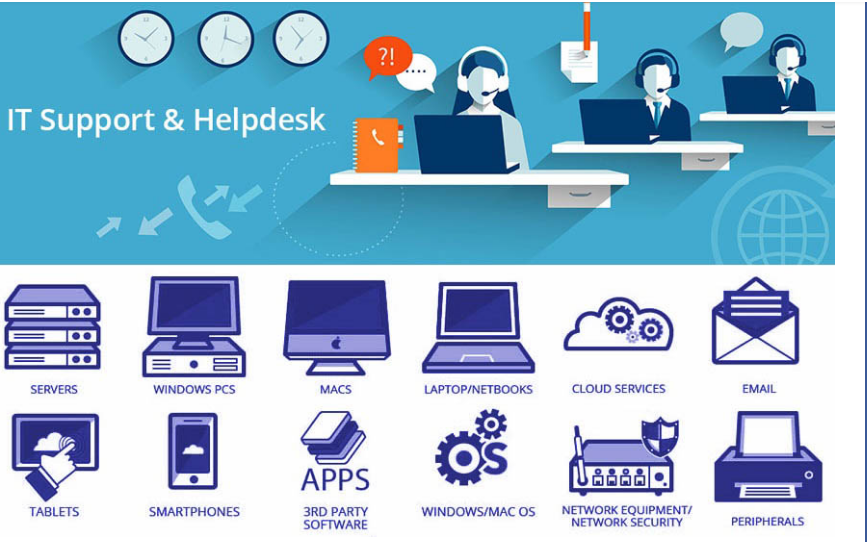 ?!
....
IT Support & Helpdesk
SERVERS
WINDOWS PCS
MACS
LAPTOP/NETBOOKS
CLOUD SERVICES
EMAIL
APPS
OS
TABLETS
SMARTPHONES
3RD PARTY
SOFTWARE
WINDOWS/MAC OS
NETWORK EQUIPMENT/
NETWORK SECURITY
PERIPHERALS